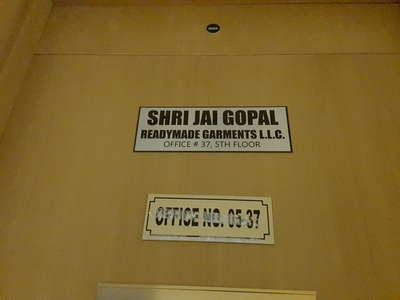 SHRI JAI GOPAL
READYMADE GARMENTS L.L.C.
OFFICE # 37, 5TH FLOOR
OFFICE NO. 05-37